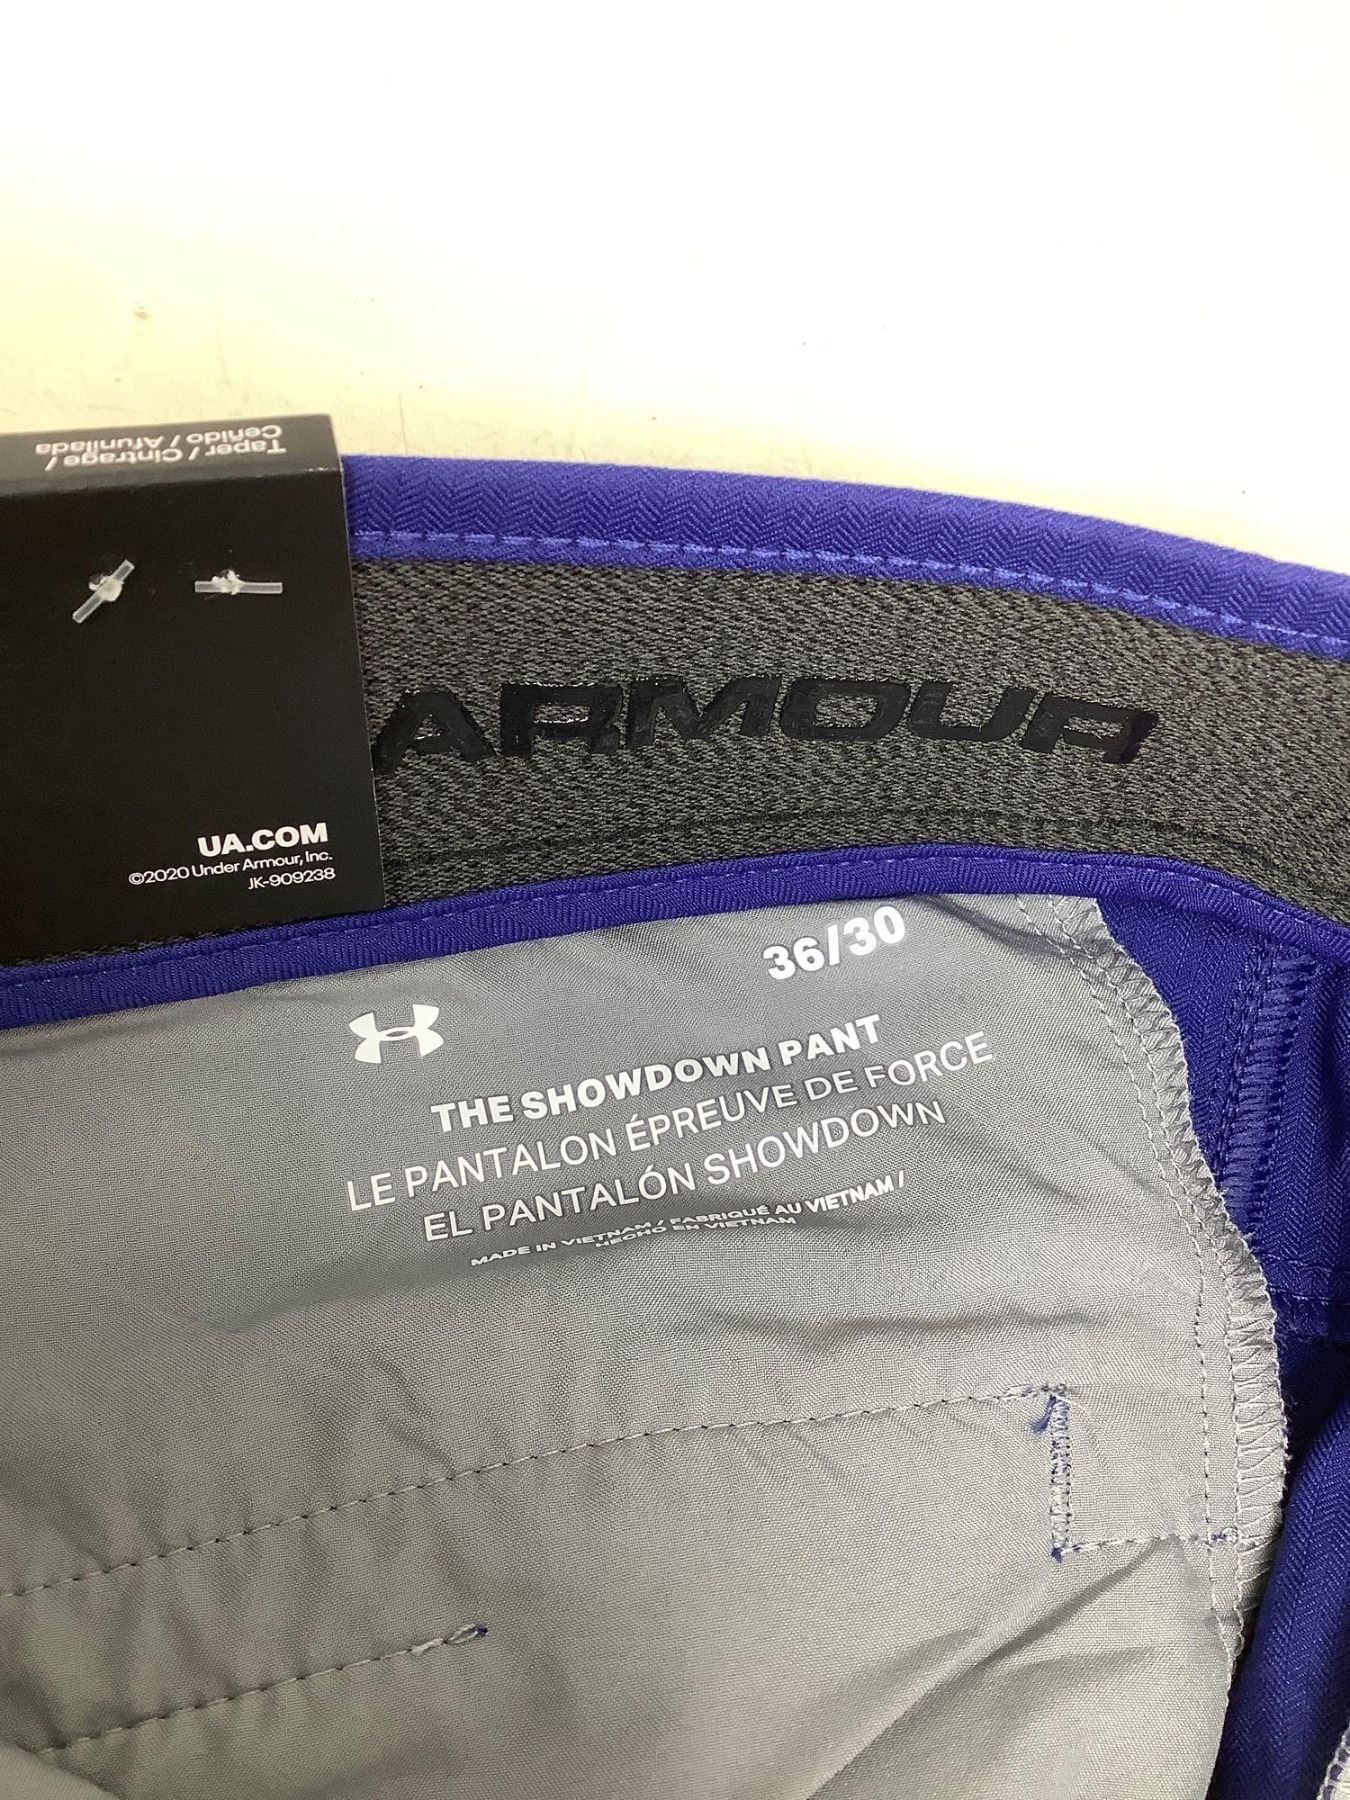 Taper / Cintrage /
Ceñido / Afunilada
UA.COM
©2020 Under Armour, Inc.
JK-909238
ARMOUR
36/30
THE SHOWDOWN PANT
LE PANTALON ÉPREUVE DE FORCE
EL PANTALÓN SHOWDOWN
MADE IN VIETNAM / FABRIQUÉ AU VIETNAM /
HECHO EN VIETNAM